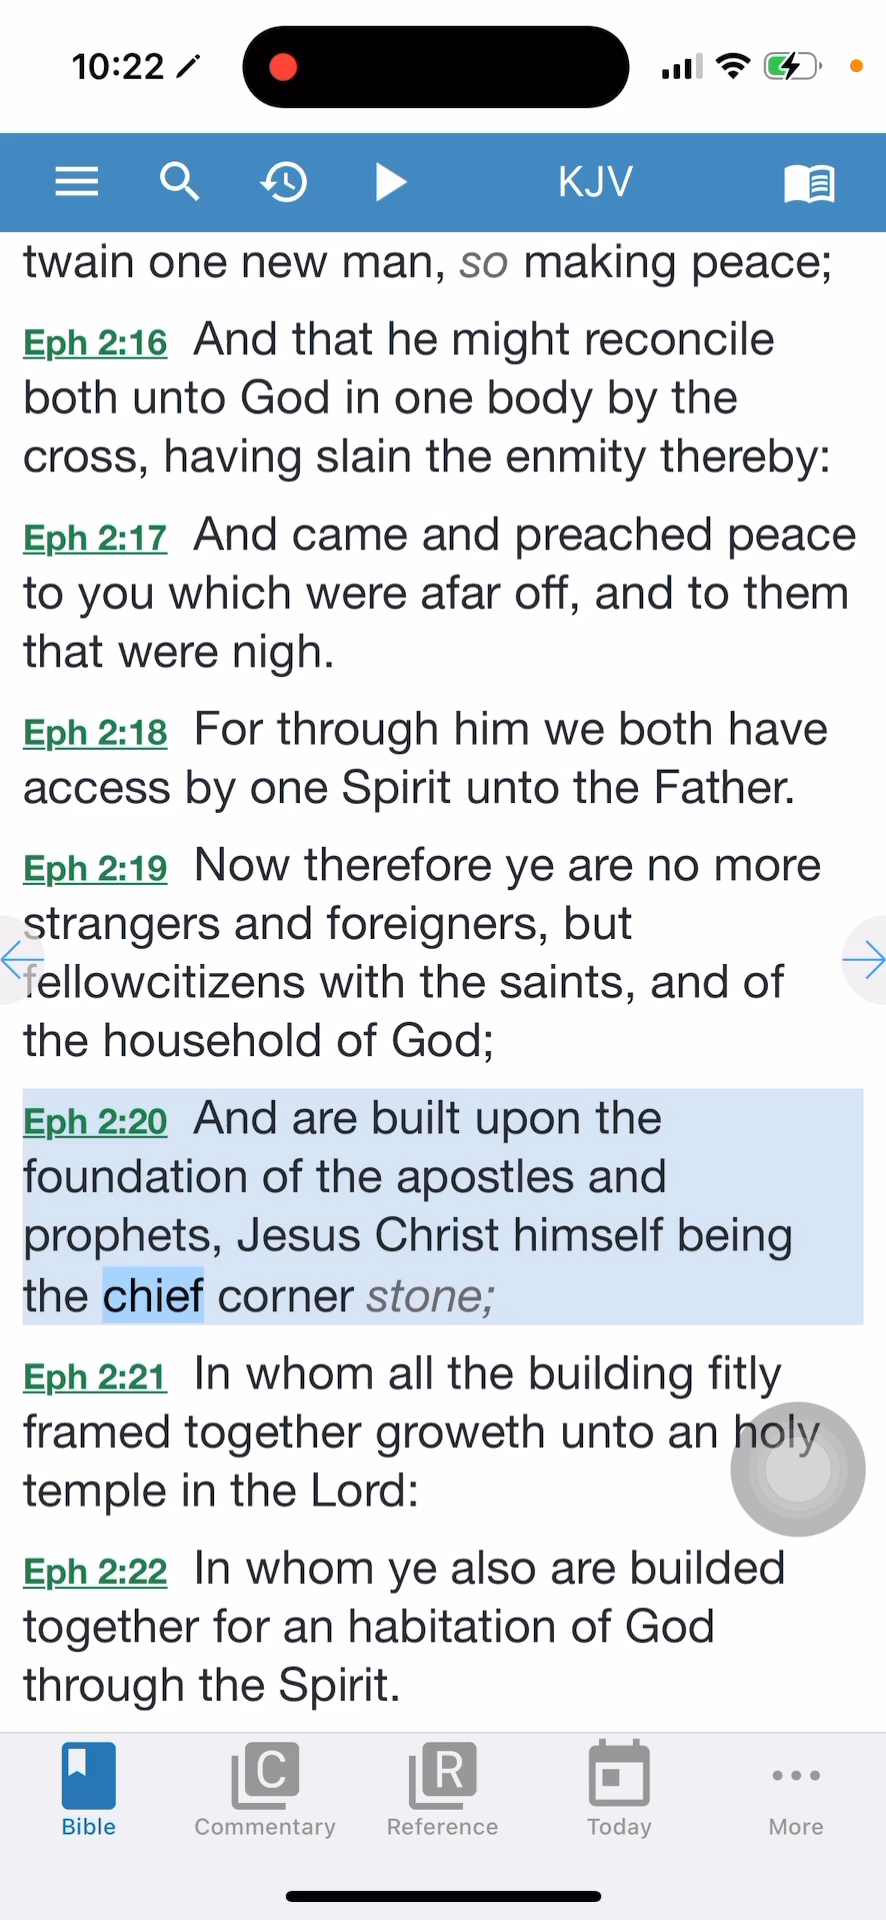 10:22
KJV
twain one new man, so making peace;
Eph 2:16 And that he might reconcile
both unto God in one body by the
cross, having slain the enmity thereby:
Eph 2:17 And came and preached peace
to you which were afar off, and to them
that were nigh.
Eph 2:18 For through him we both have
access by one Spirit unto the Father.
Eph 2:19 Now therefore ye are no more
strangers and foreigners, but
fellowcitizens with the saints, and of
the household of God;
Eph 2:20 And are built upon the
foundation of the apostles and
prophets, Jesus Christ himself being
the chief corner stone;
Eph 2:21 In whom all the building fitly
framed together groweth unto an holy
temple in the Lord:
Eph 2:22 In whom ye also are builded
together for an habitation of God
through the Spirit.
C R
Bible Commentary Reference Today More